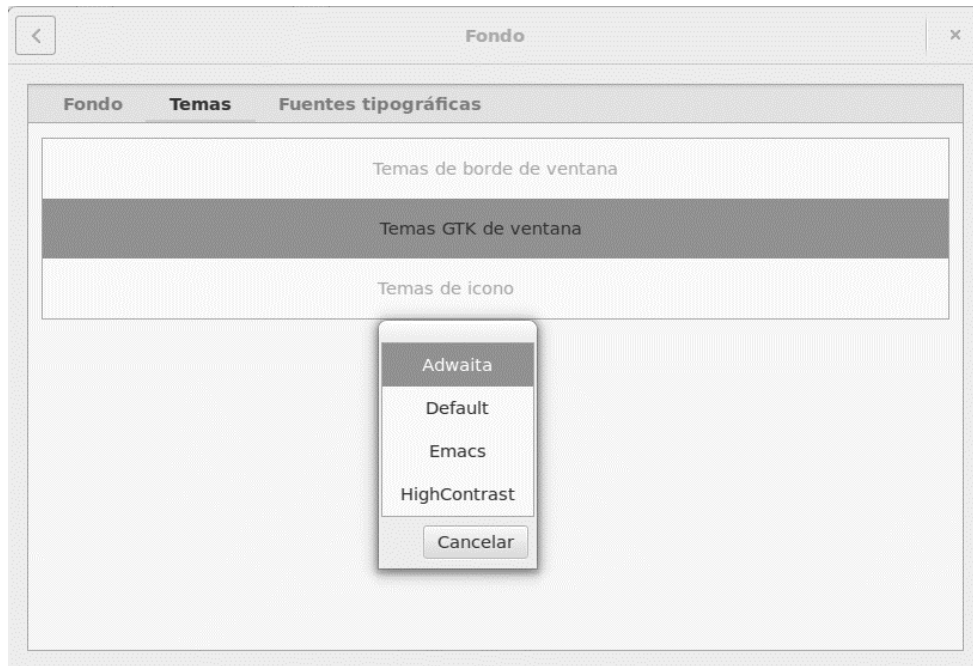 Fondo
Fondo Temas Fuentes tipográficas
Temas de borde de ventana
Temas GTK de ventana
Temas de icono
Adwaita
Default
Emacs
HighContrast
Cancelar